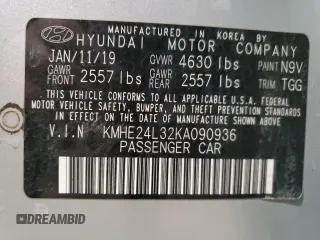 MANUFACTURED IN KOREA BY
HYUNDAI MOTOR COMPANY
JAN/11/19 GVWR 4630 lbs PAINT N9V
GAWR FRONT 2557 lbs GAWR REAR 2557 lbs TRIM TGG
THIS VEHICLE CONFORMS TO ALL APPLICABLE U.S.A. FEDERAL
MOTOR VEHICLE SAFETY, BUMPER, AND THEFT PREVENTION
STANDARDS IN EFFECT ON THE DATE OF MANUFACTURE SHOWN ABOVE.
V.I.N KMHE24L32KA090936
PASSENGER CAR
DREAMBID
DREAMBID